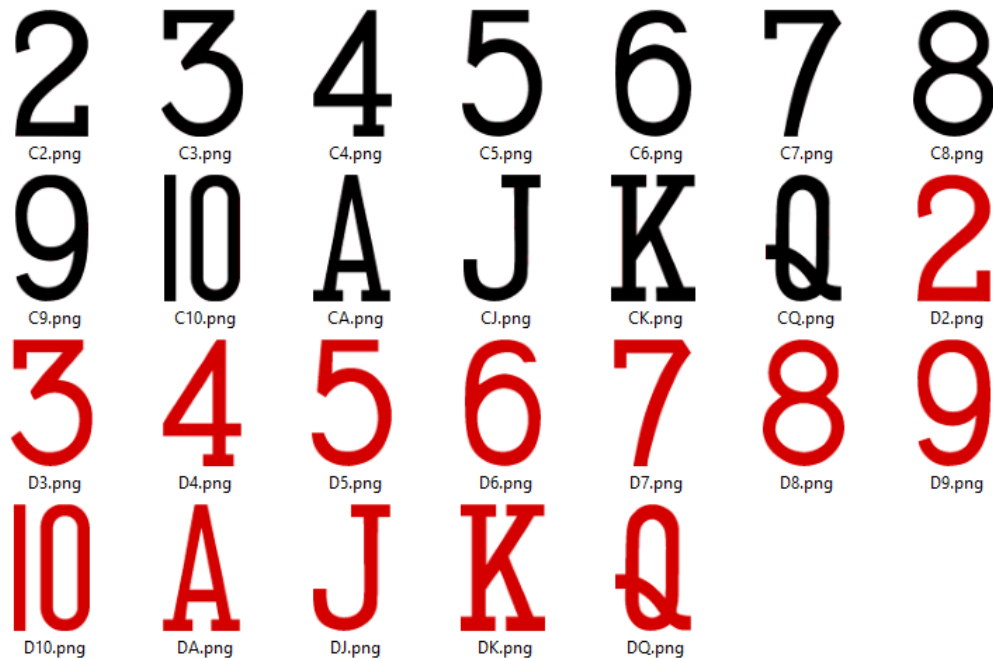 2 3 4 5 6 7 8
C2.png C3.png C4.png C5.png C6.png C7.png C8.png
9 10 A J K Q 2
C9.png C10.png CA.png CJ.png CK.png CQ.png D2.png
3 4 5 6 7 8 9
D3.png D4.png D5.png D6.png D7.png D8.png D9.png
10 A J K Q
D10.png DA.png DJ.png DK.png DQ.png